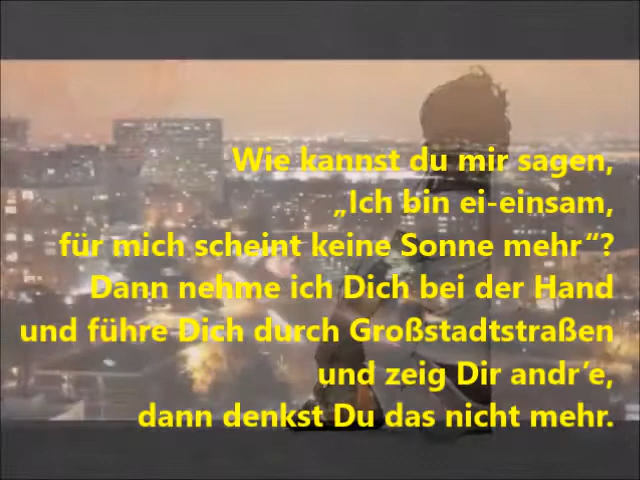 Wie kannst du mir sagen,
„Ich bin ei-einsam,
für mich scheint keine Sonne mehr“?
Dann nehme ich Dich bei der Hand
und führe Dich durch Großstadtstraßen
und zeig Dir andr’e,
dann denkst Du das nicht mehr.